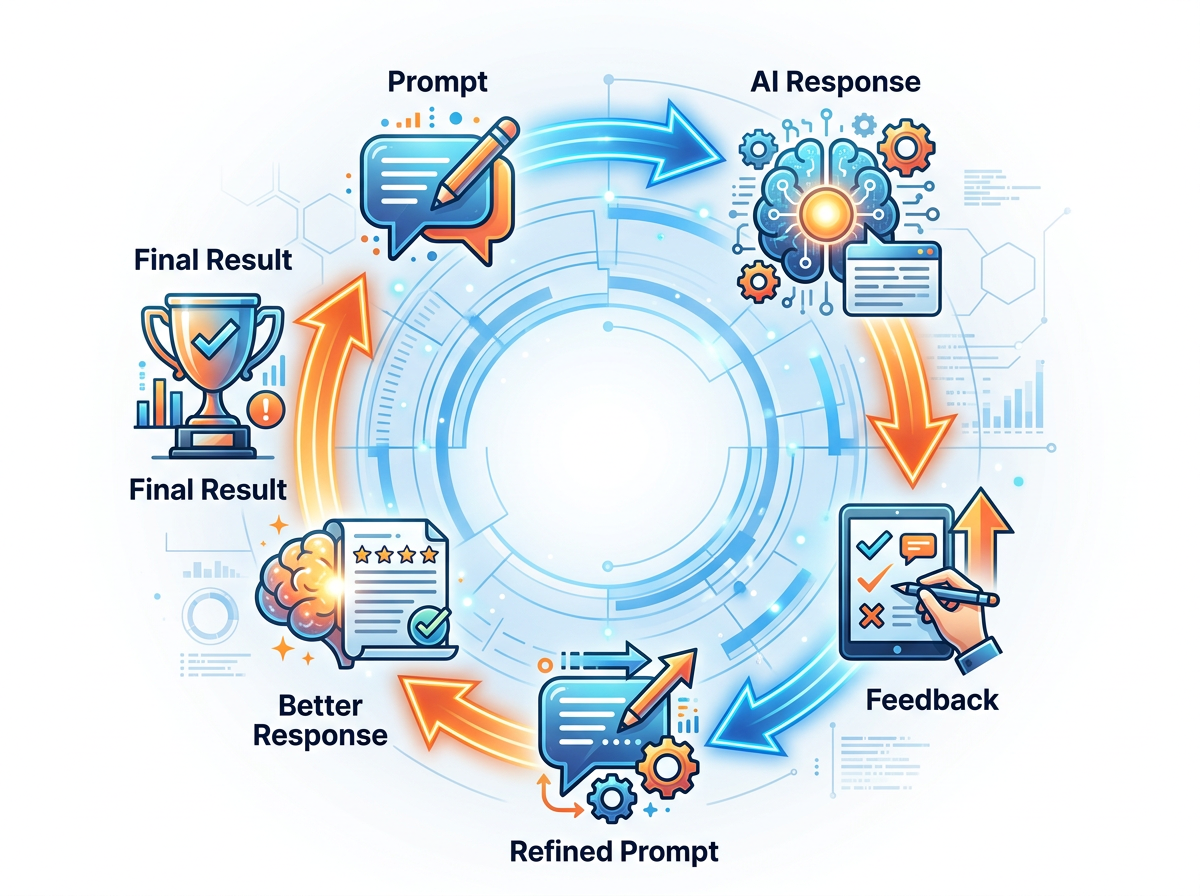 Prompt
AI Response
Final Result
Final Result
Feedback
Better
Response
Refined Prompt